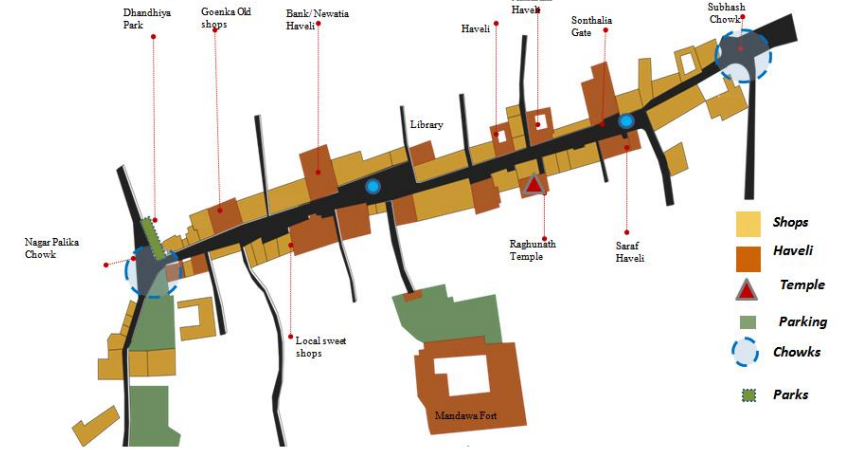 Dhandhiya
Park
Goenka Old
shops
Bank/Newatia
Haveli
Haveli
Haveli
Sonthalia
Gate
Subhash
Chowk
Library
Nagar Palika
Chowk
Raghunath
Temple
Saraf
Haveli
Local sweet
shops
Mandawa Fort
Shops
Haveli
Temple
Parking
Chowks
Parks